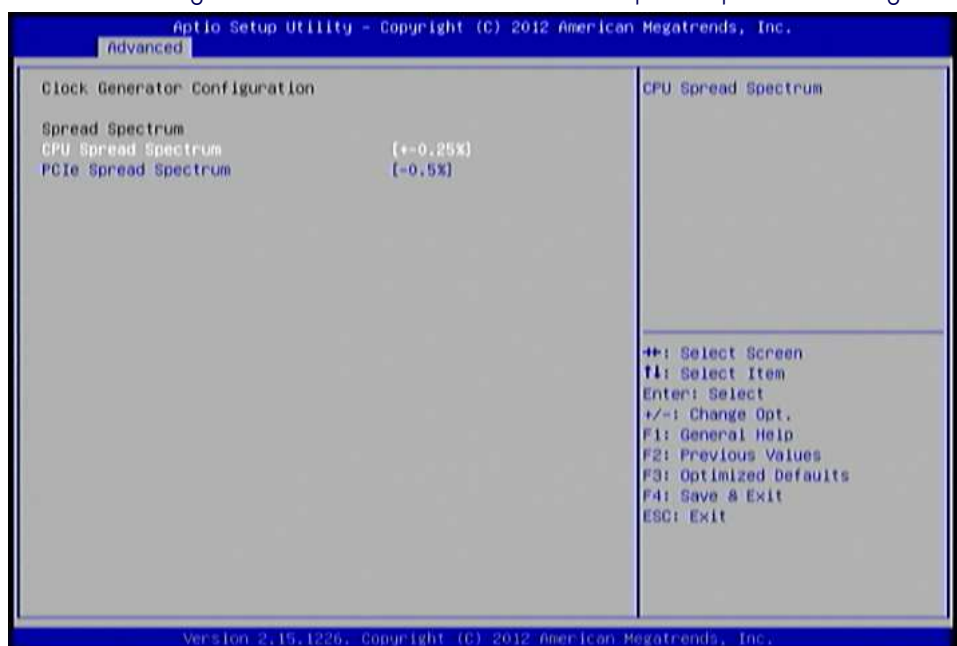 Aptio Setup Utility - Copyright (C) 2012 American Megatrends, Inc.
Advanced
Clock Generator Configuration
Spread Spectrum
CPU Spread Spectrum [+-0.25%]
PCIe Spread Spectrum [-0.5%]
CPU Spread Spectrum
→←: Select Screen
↑↓: Select Item
Enter: Select
+/-: Change Opt.
F1: General Help
F2: Previous Values
F3: Optimized Defaults
F4: Save & Exit
ESC: Exit
Version 2.15.1226. Copyright (C) 2012 American Megatrends, Inc.